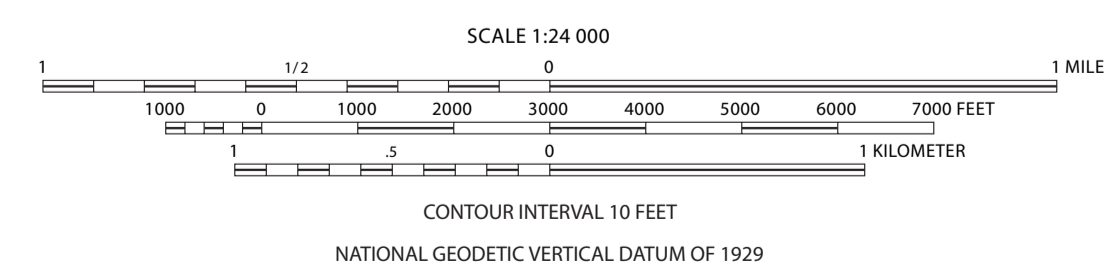 SCALE 1:24 000
1 1/2 0 1 MILE
1000 0 1000 2000 3000 4000 5000 6000 7000 FEET
1 .5 0 1 KILOMETER
CONTOUR INTERVAL 10 FEET
NATIONAL GEODETIC VERTICAL DATUM OF 1929